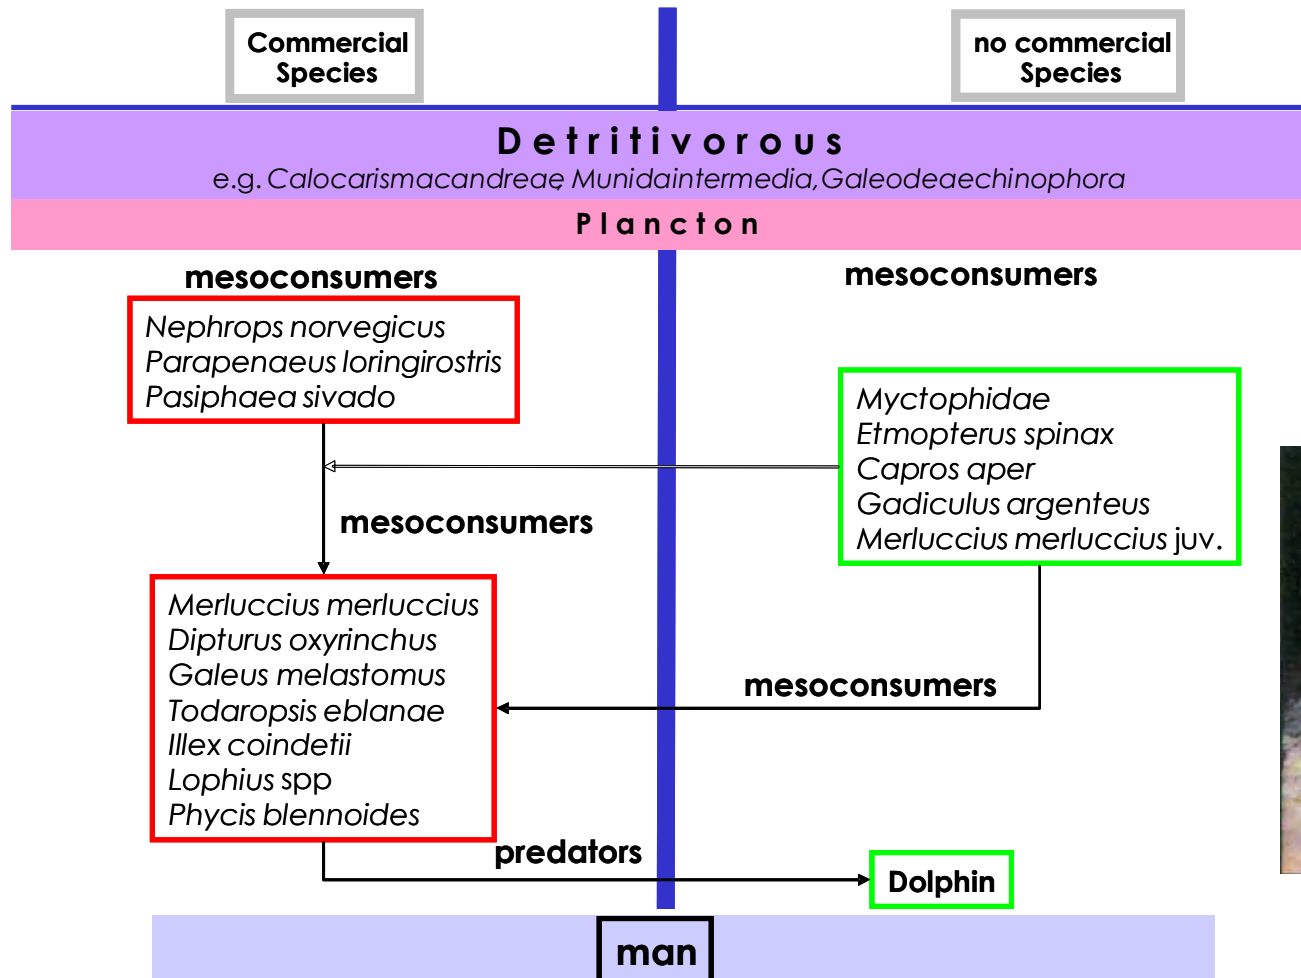 Commercial
Species
no commercial
Species
Detritivorous
e.g. Calocarismacandreae, Munidaintermedia, Galeodeaechinophora
Plancton
mesoconsumers
mesoconsumers
Nephrops norvegicus
Parapenaeus loringirostris
Pasiphaea sivado
Myctophidae
Etmopterus spinax
Capros aper
Gadiculus argenteus
Merluccius merluccius juv.
mesoconsumers
Merluccius merluccius
Dipturus oxyrinchus
Galeus melastomus
Todaropsis eblanae
Illex coindetii
Lophius spp
Phycis blennoides
mesoconsumers
predators
Dolphin
man